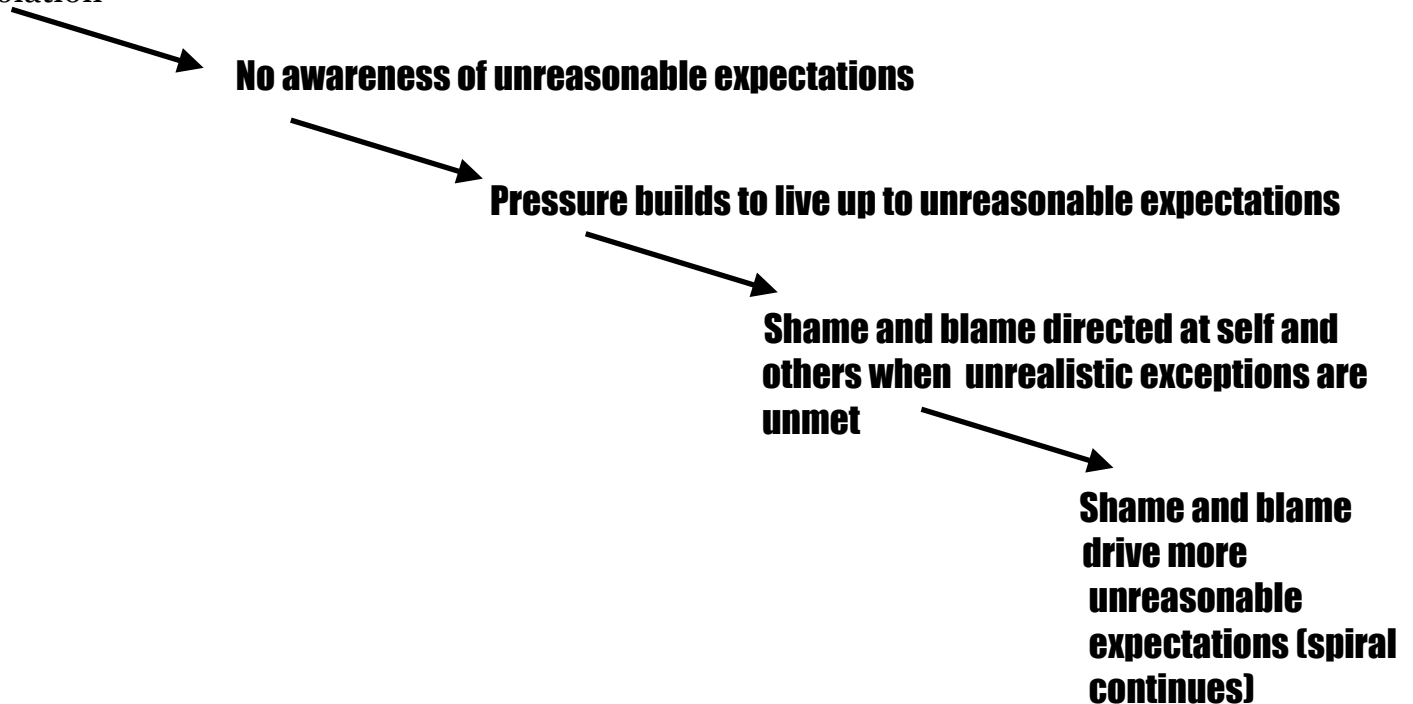 No awareness of unreasonable expectations
Pressure builds to live up to unreasonable expectations
Shame and blame directed at self and
others when unrealistic exceptions are
unmet
Shame and blame
drive more
unreasonable
expectations (spiral
continues)